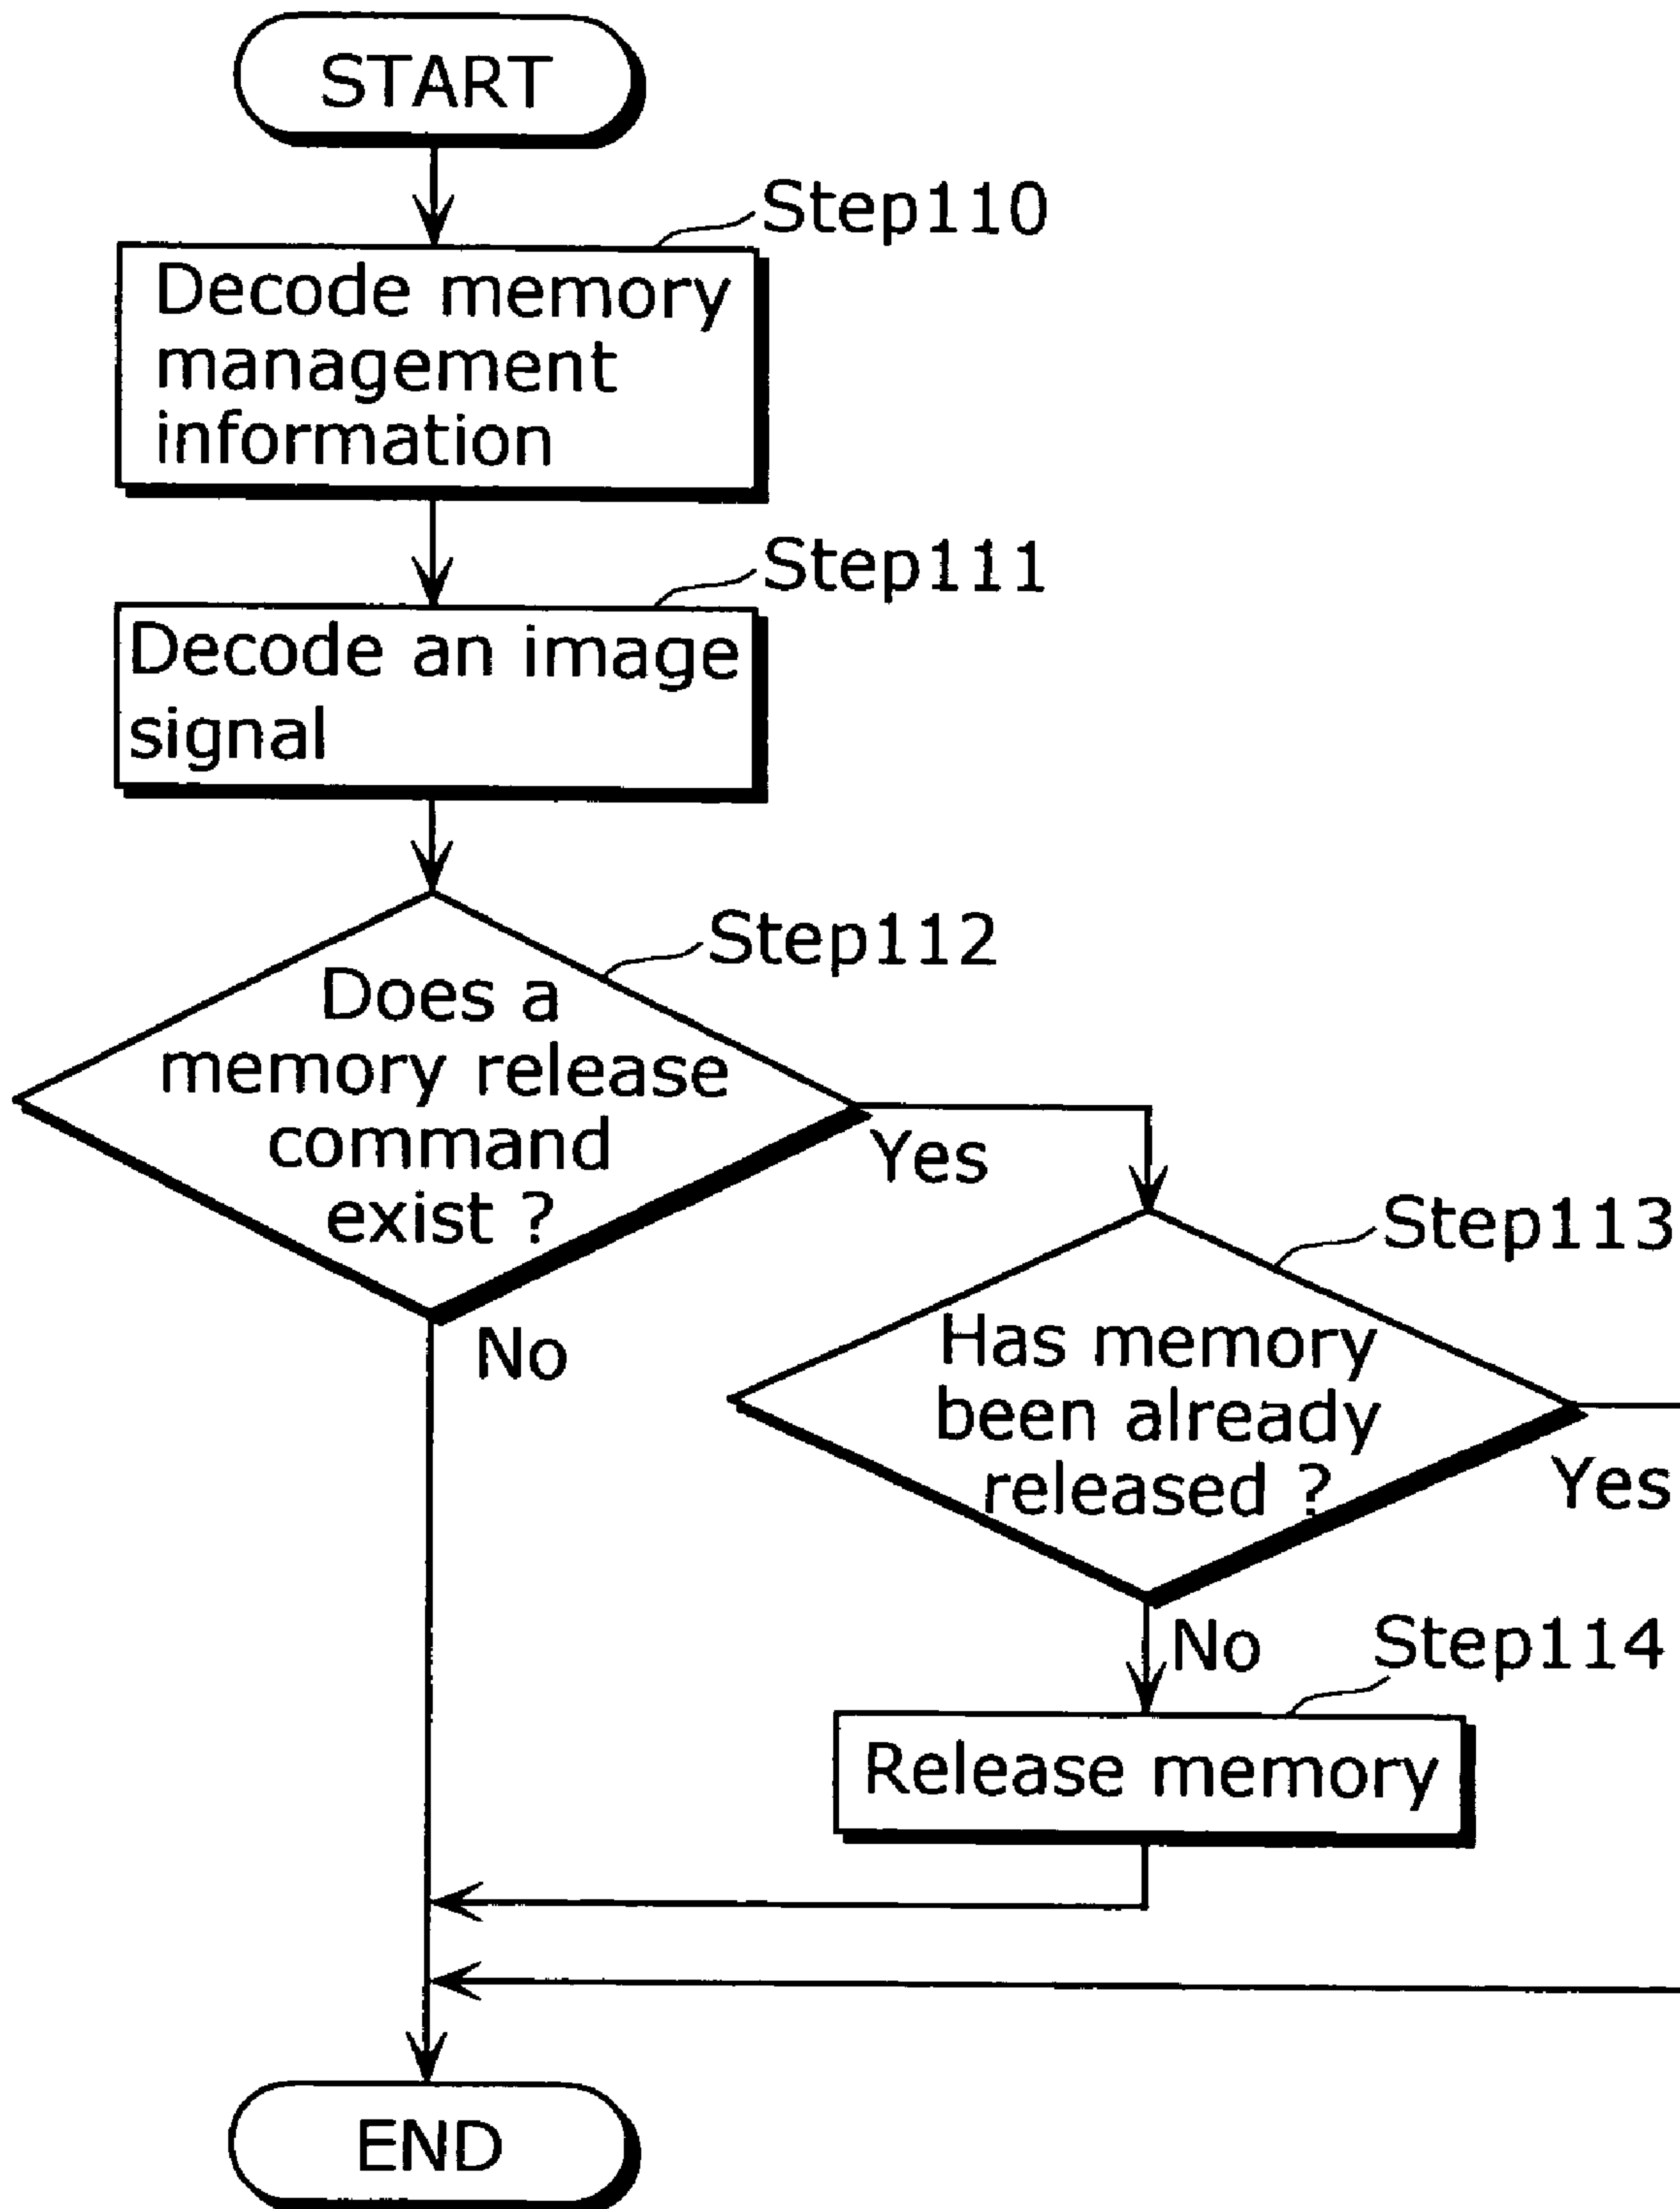 START
Step110
Decode memory
management
information
Step111
Decode an image
signal
Step112
Does a
memory release
command
exist ?
Yes
No
Step113
Has memory
been already
released ?
Yes
No
Step114
Release memory
END